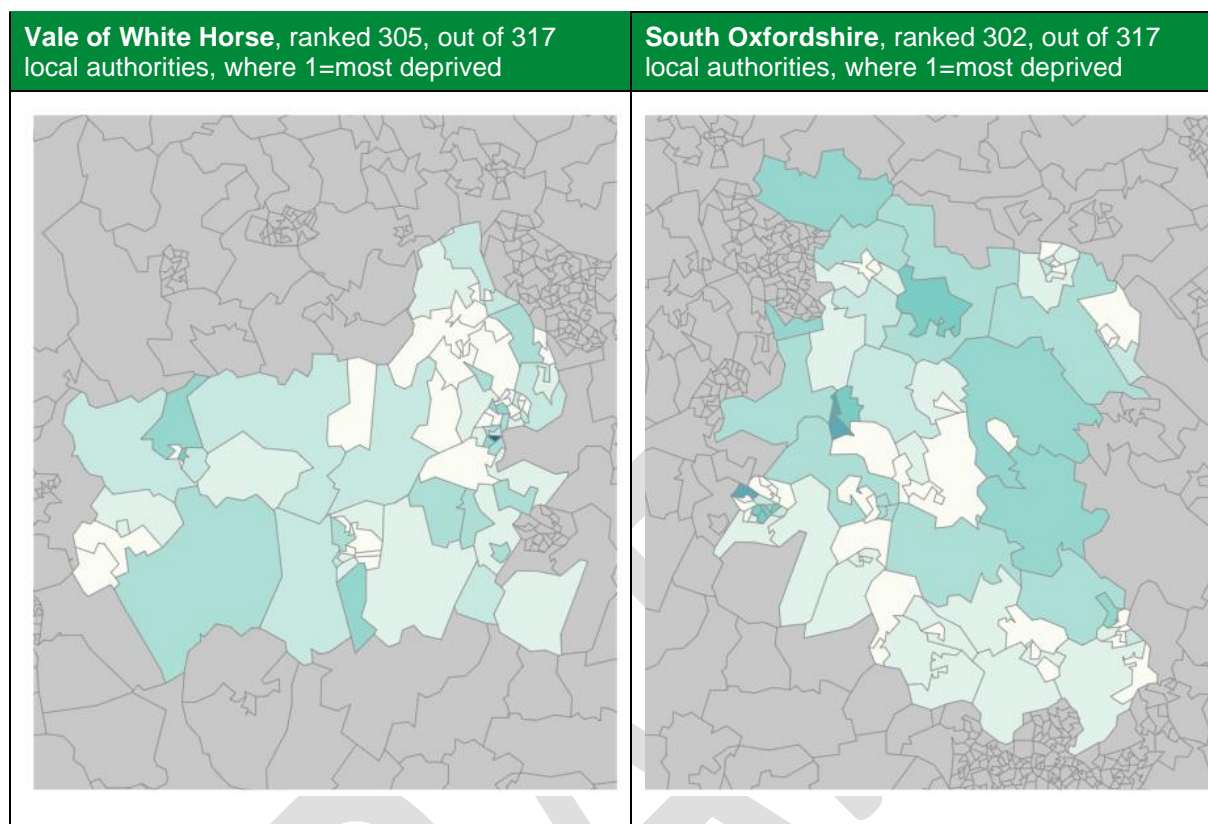 Vale of White Horse, ranked 305, out of 317
local authorities, where 1=most deprived
South Oxfordshire, ranked 302, out of 317
local authorities, where 1=most deprived